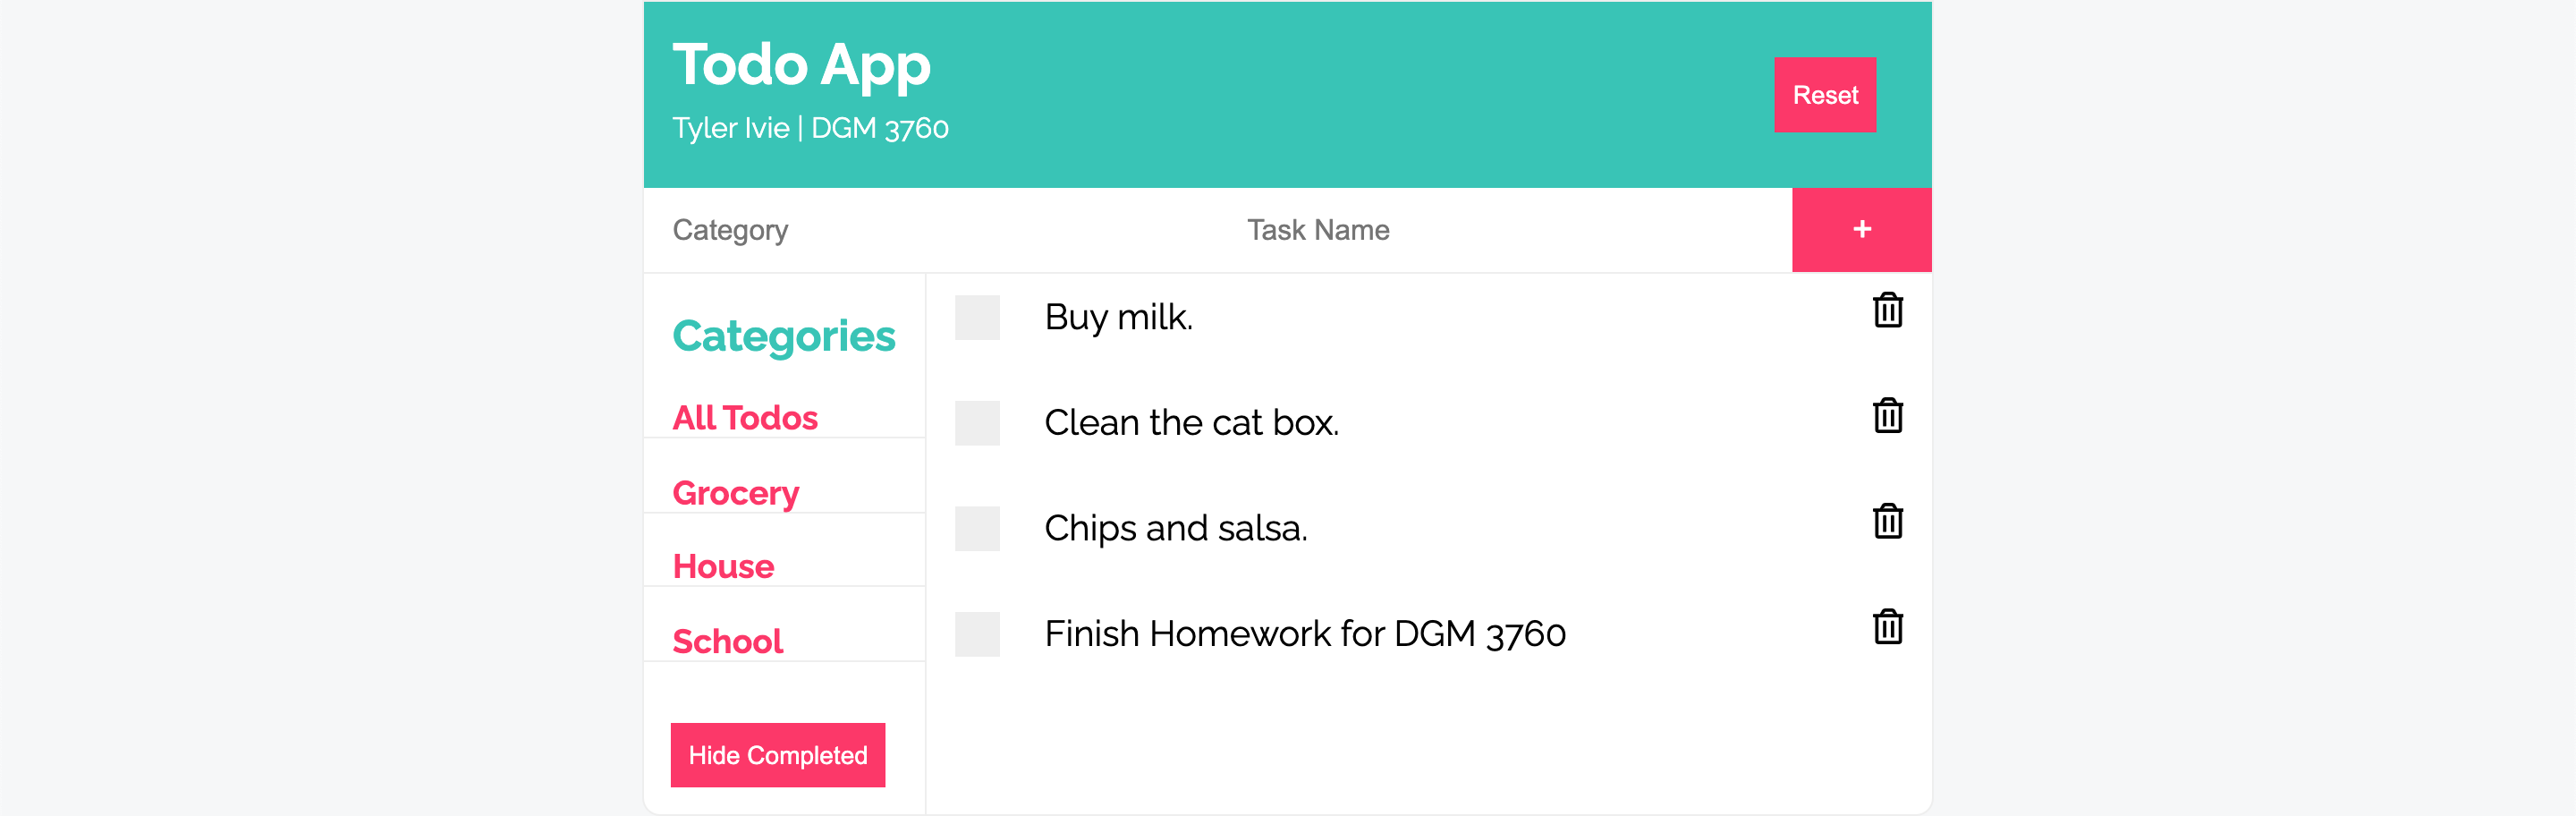 Todo App
Tyler Ivie | DGM 3760
Reset
Category
Task Name
+
Categories
All Todos
Grocery
House
School
Hide Completed
Buy milk.
Clean the cat box.
Chips and salsa.
Finish Homework for DGM 3760